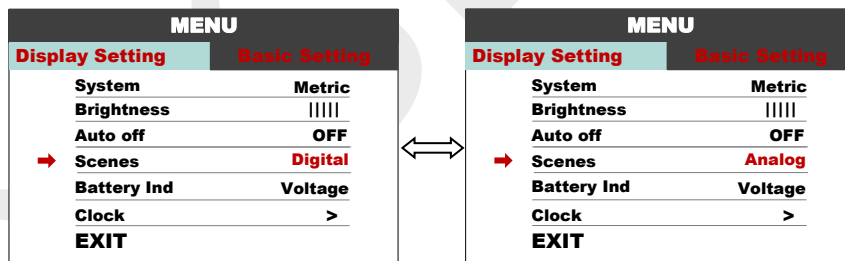 MENU
Display Setting Basic Setting
System Metric
Brightness |||||
Auto off OFF
Scenes Digital
Battery Ind Voltage
Clock >
EXIT
MENU
Display Setting Basic Setting
System Metric
Brightness |||||
Auto off OFF
Scenes Analog
Battery Ind Voltage
Clock >
EXIT